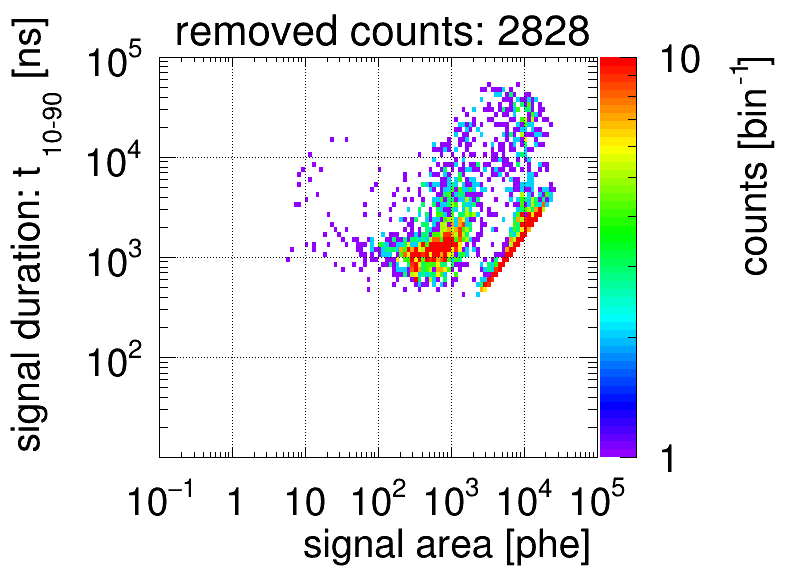 removed counts: 2828
signal duration: t 10-90 [ns]
10^5
10^4
10^3
10^2
10^−1 1 10 10^2 10^3 10^4 10^5
signal area [phe]
10
1
counts [bin^-1]